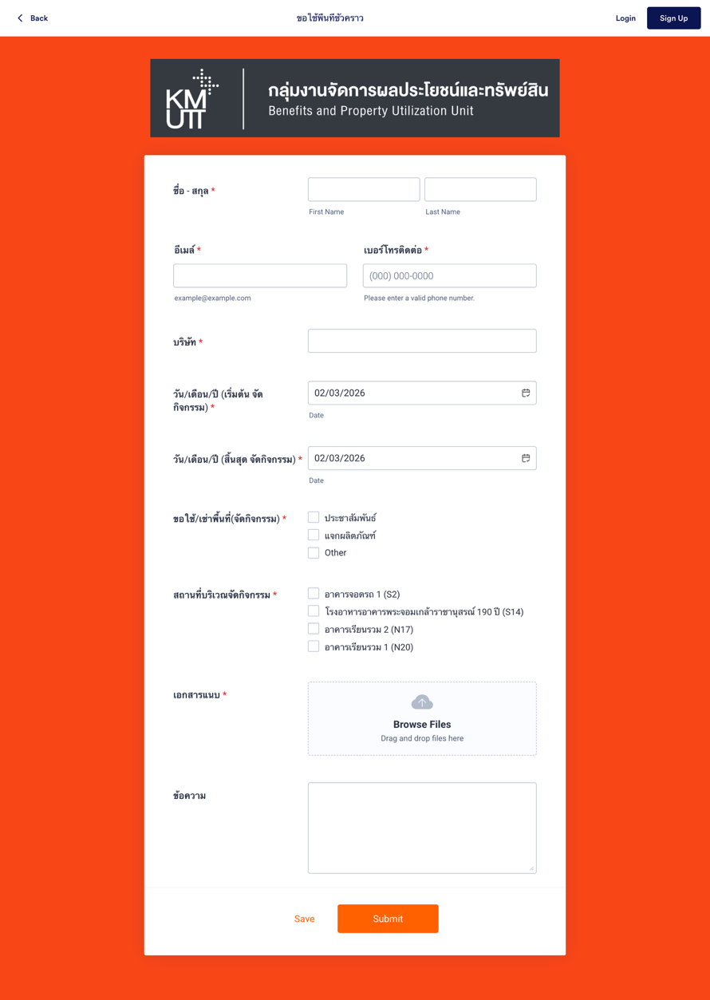 Back
ขอใช้พื้นที่ชั่วคราว
Login
Sign Up
KM
UTT
กลุ่มงานจัดการผลประโยชน์และทรัพย์สิน
Benefits and Property Utilization Unit
ชื่อ - สกุล *
First Name
Last Name
อีเมล์ *
เบอร์โทรติดต่อ *
(000) 000-0000
example@example.com
Please enter a valid phone number.
บริษัท *
วัน/เดือน/ปี (เริ่มต้น จัด
กิจกรรม) *
02/03/2026
Date
วัน/เดือน/ปี (สิ้นสุด จัดกิจกรรม) *
02/03/2026
Date
ขอใช้/เช่าพื้นที่(จัดกิจกรรม) *
ประชาสัมพันธ์
แจกผลิตภัณฑ์
Other
สถานที่บริเวณจัดกิจกรรม *
อาคารจอดรถ 1 (S2)
โรงอาหารอาคารพระจอมเกล้าราชานุสรณ์ 190 ปี (S14)
อาคารเรียนรวม 2 (N17)
อาคารเรียนรวม 1 (N20)
เอกสารแนบ *
Browse Files
Drag and drop files here
ข้อความ
Save
Submit